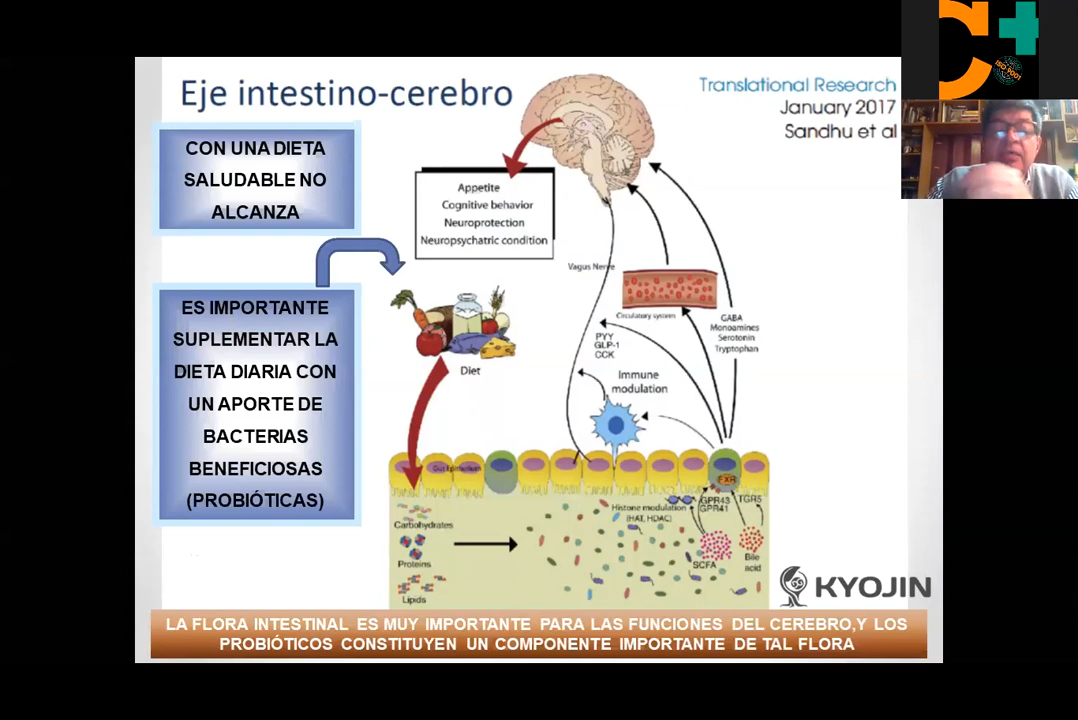 Eje intestino-cerebro
Translational Research
January 2017
Sandhu et al
ISO 9001
CON UNA DIETA
SALUDABLE NO
ALCANZA
ES IMPORTANTE
SUPLEMENTAR LA
DIETA DIARIA CON
UN APORTE DE
BACTERIAS
BENEFICIOSAS
(PROBIÓTICAS)
Appetite
Cognitive behavior
Neuroprotection
Neuropsychatric condition
Vagus Nerve
Circulatory system
GABA
Monoamines
Serotonin
Tryptophan
PYY
GLP-1
CCK
Diet
Immune
modulation
Gut Epithelium
FXR
Histone modulation
(HAT, HDAC)
GPR43
GPR41
TGR5
Carbohydrates
Proteins
Lipids
SCFA
Bile
acid
KYOJIN
LA FLORA INTESTINAL ES MUY IMPORTANTE PARA LAS FUNCIONES DEL CEREBRO,Y LOS
PROBIÓTICOS CONSTITUYEN UN COMPONENTE IMPORTANTE DE TAL FLORA